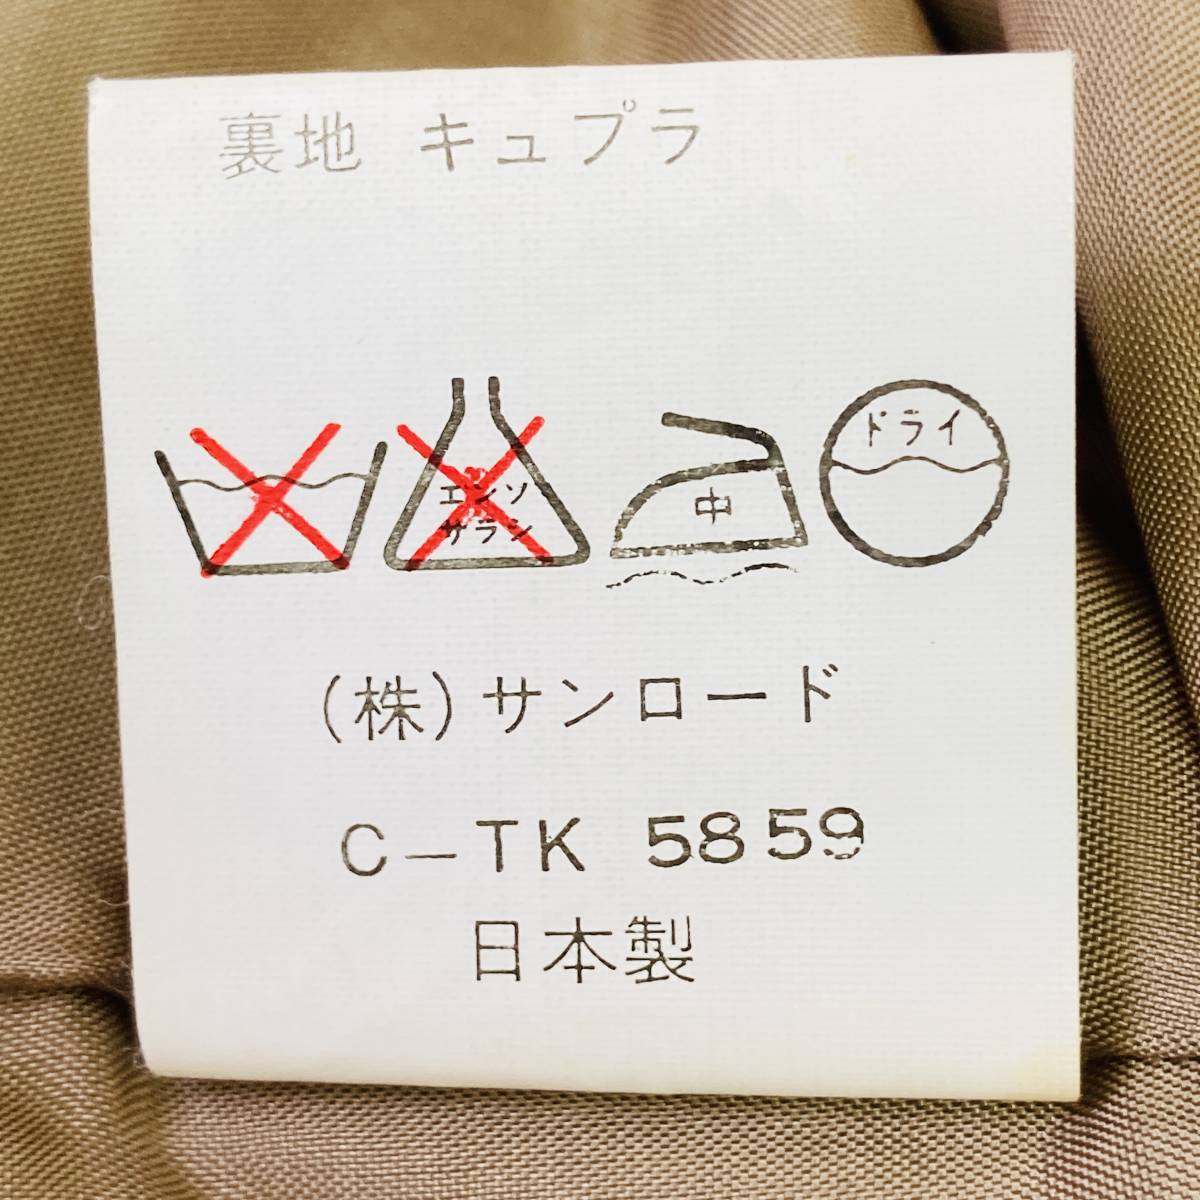 裏地 キュプラ
エンソ
サラシ
中
ドライ
(株)サンロード
C-TK 5859
日本製